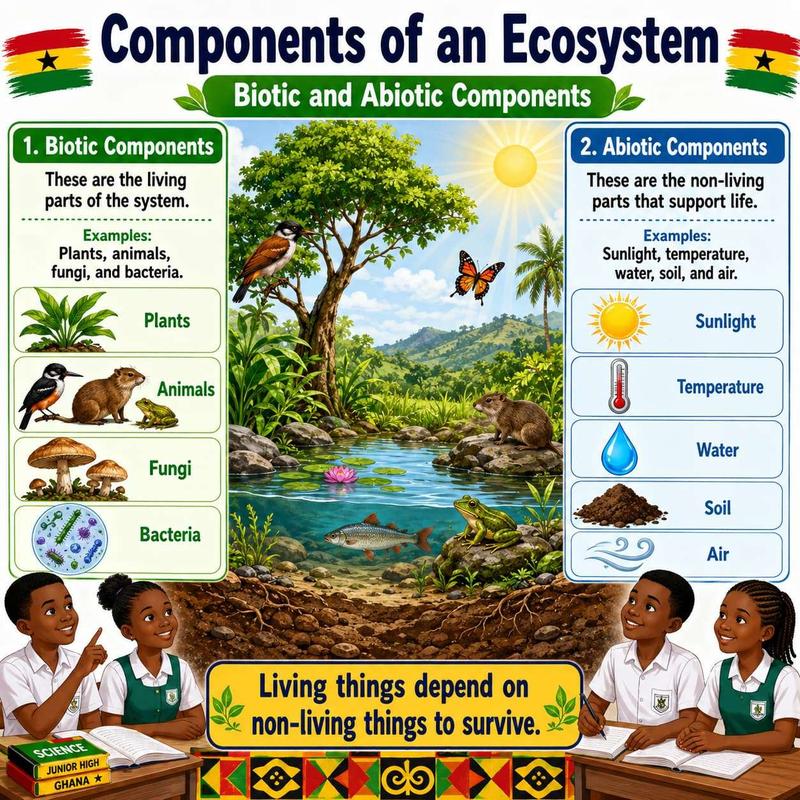 Components of an Ecosystem
Biotic and Abiotic Components
1. Biotic Components
These are the living
parts of the system.
Examples:
Plants, animals,
fungi, and bacteria.
Plants
Animals
Fungi
Bacteria
2. Abiotic Components
These are the non-living
parts that support life.
Examples:
Sunlight, temperature,
water, soil, and air.
Sunlight
Temperature
Water
Soil
Air
Living things depend on
non-living things to survive.
SCIENCE
JUNIOR HIGH
GHANA